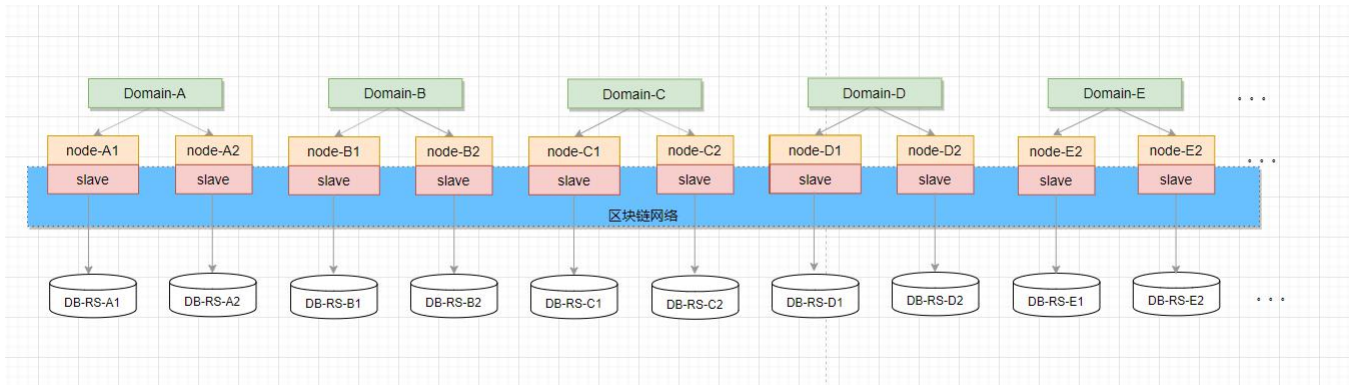 Domain-A Domain-B Domain-C Domain-D Domain-E
node-A1 node-A2 node-B1 node-B2 node-C1 node-C2 node-D1 node-D2 node-E2 node-E2
slave slave slave slave slave slave slave slave slave slave
区块链网络
DB-RS-A1 DB-RS-A2 DB-RS-B1 DB-RS-B2 DB-RS-C1 DB-RS-C2 DB-RS-D1 DB-RS-D2 DB-RS-E1 DB-RS-E2